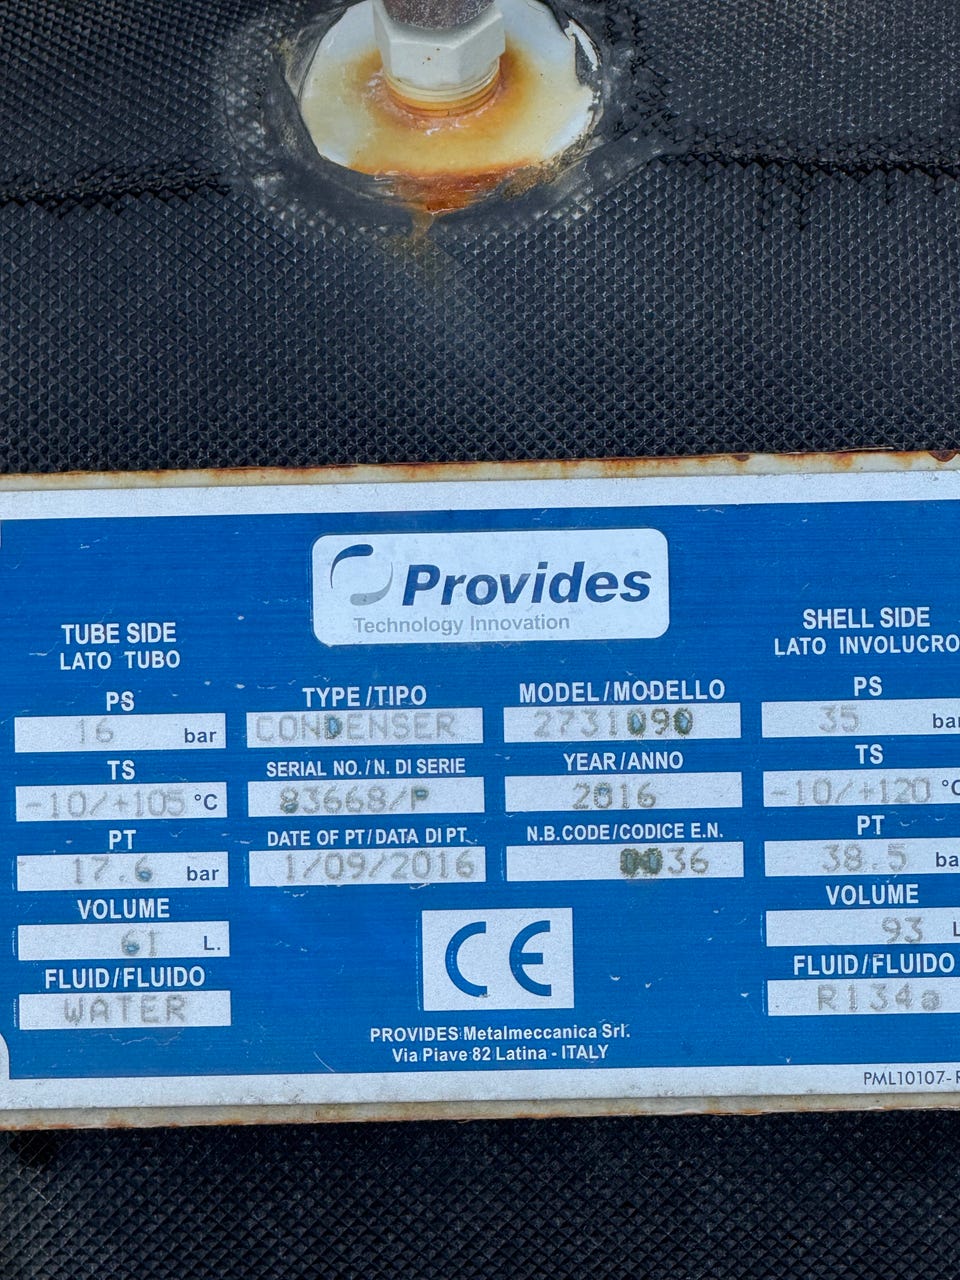 Provides
Technology Innovation
TUBE SIDE
LATO TUBO
PS
16 bar
TS
-10/+105 °C
PT
17.6 bar
VOLUME
61 L.
FLUID/FLUIDO
WATER
TYPE/TIPO
CONDENSER
SERIAL NO./N. DI SERIE
83668/P
DATE OF PT/DATA DI PT
1/09/2016
MODEL/MODELLO
2731090
YEAR/ANNO
2016
N.B.CODE/CODICE E.N.
0036
CE
PROVIDES Metalmeccanica Srl.
Via Piave 82 Latina - ITALY
SHELL SIDE
LATO INVOLUCRO
PS
35 bar
TS
-10/+120 °C
PT
38.5 ba
VOLUME
93 L
FLUID/FLUIDO
R134a
PML10107-R